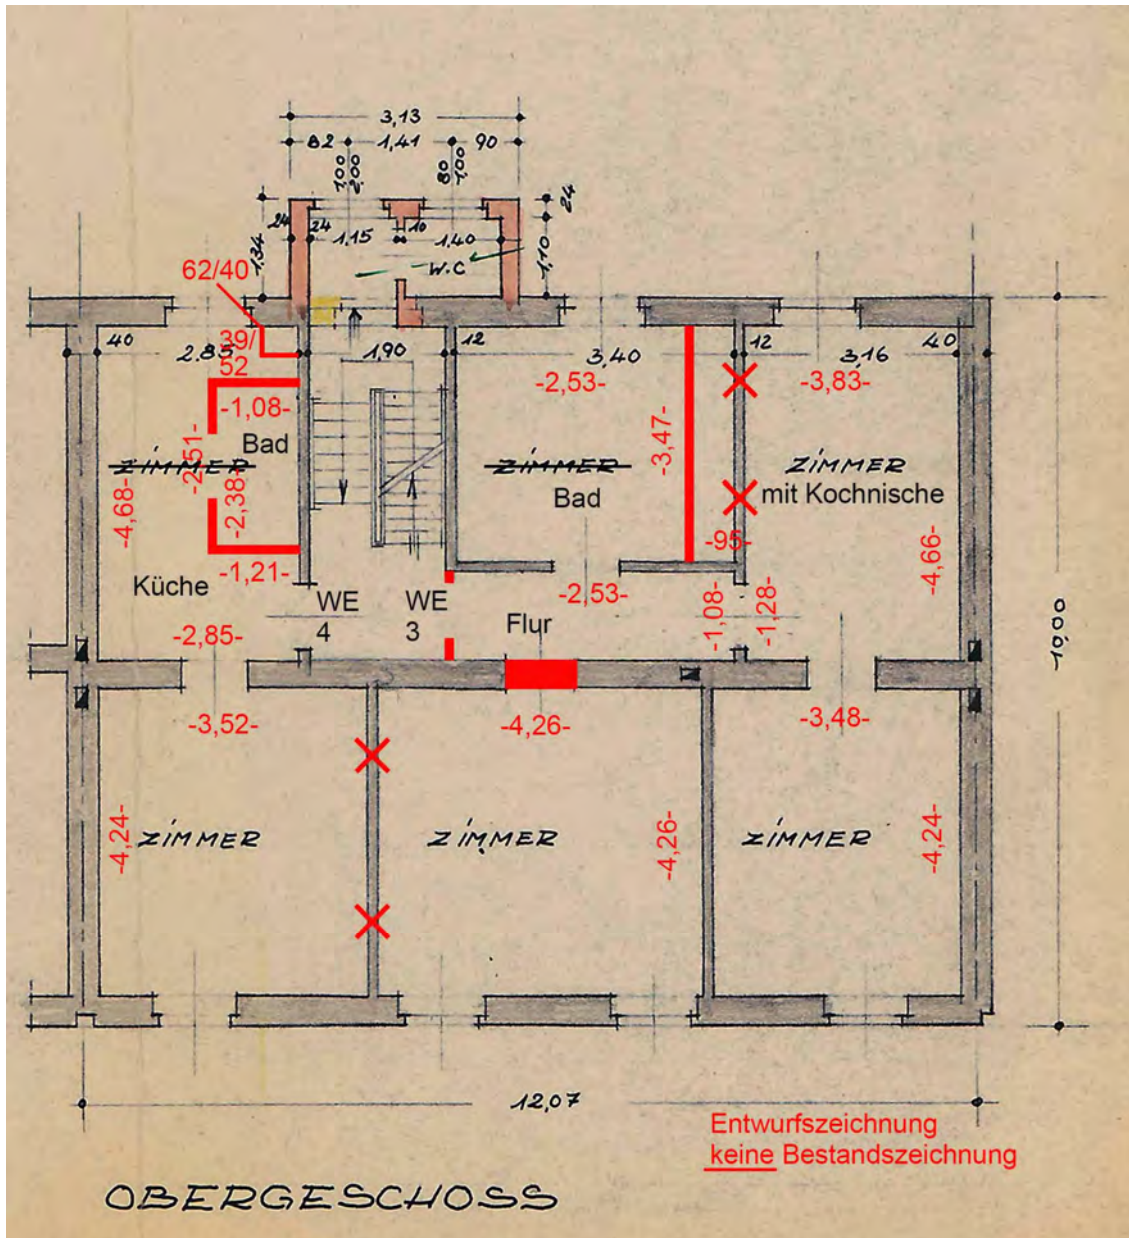 3,13
82 1,41 90
1,00
2,00
80
1,00
24
24
24
1,15
10
1,40
1,34
1,10
W.C
62/40
39/
52
40
2,85
1,90
12
3,40
12
3,16
40
-2,53-
-3,83-
-1,08-
Bad
-3,47-
-2,51-
ZIMMER
ZIMMER
ZIMMER
Bad
mit Kochnische
-4,68-
-2,38-
-95-
-4,66-
-1,21-
Küche
WE
4
WE
3
-2,53-
Flur
-1,08-
-1,28-
-2,85-
10,00
-3,52-
-4,26-
-3,48-
-4,24-
ZIMMER
ZIMMER
-4,26-
ZIMMER
-4,24-
12,07
Entwurfszeichnung
keine Bestandszeichnung
OBERGESCHOSS